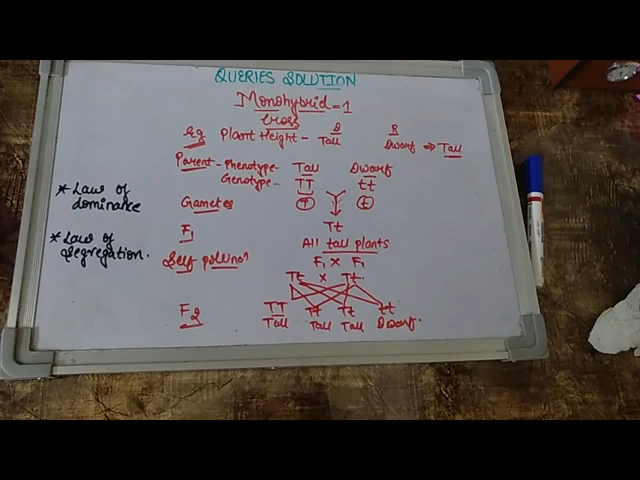 QUERIES SOLUTION
Monohybrid = 1
Cross
Eg Plant Height - Tall D Dwarf R ⇒ Tall
Parent - Phenotype - Tall Dwarf
Genotype - TT tt
* Law of dominance
Gametes T t
Tt
F1 All tall plants
* Law of Segregation.
Self pollnⁿ F1 × F1
Tt × Tt
F2 TT Tt Tt tt
Tall Tall Tall Dwarf.